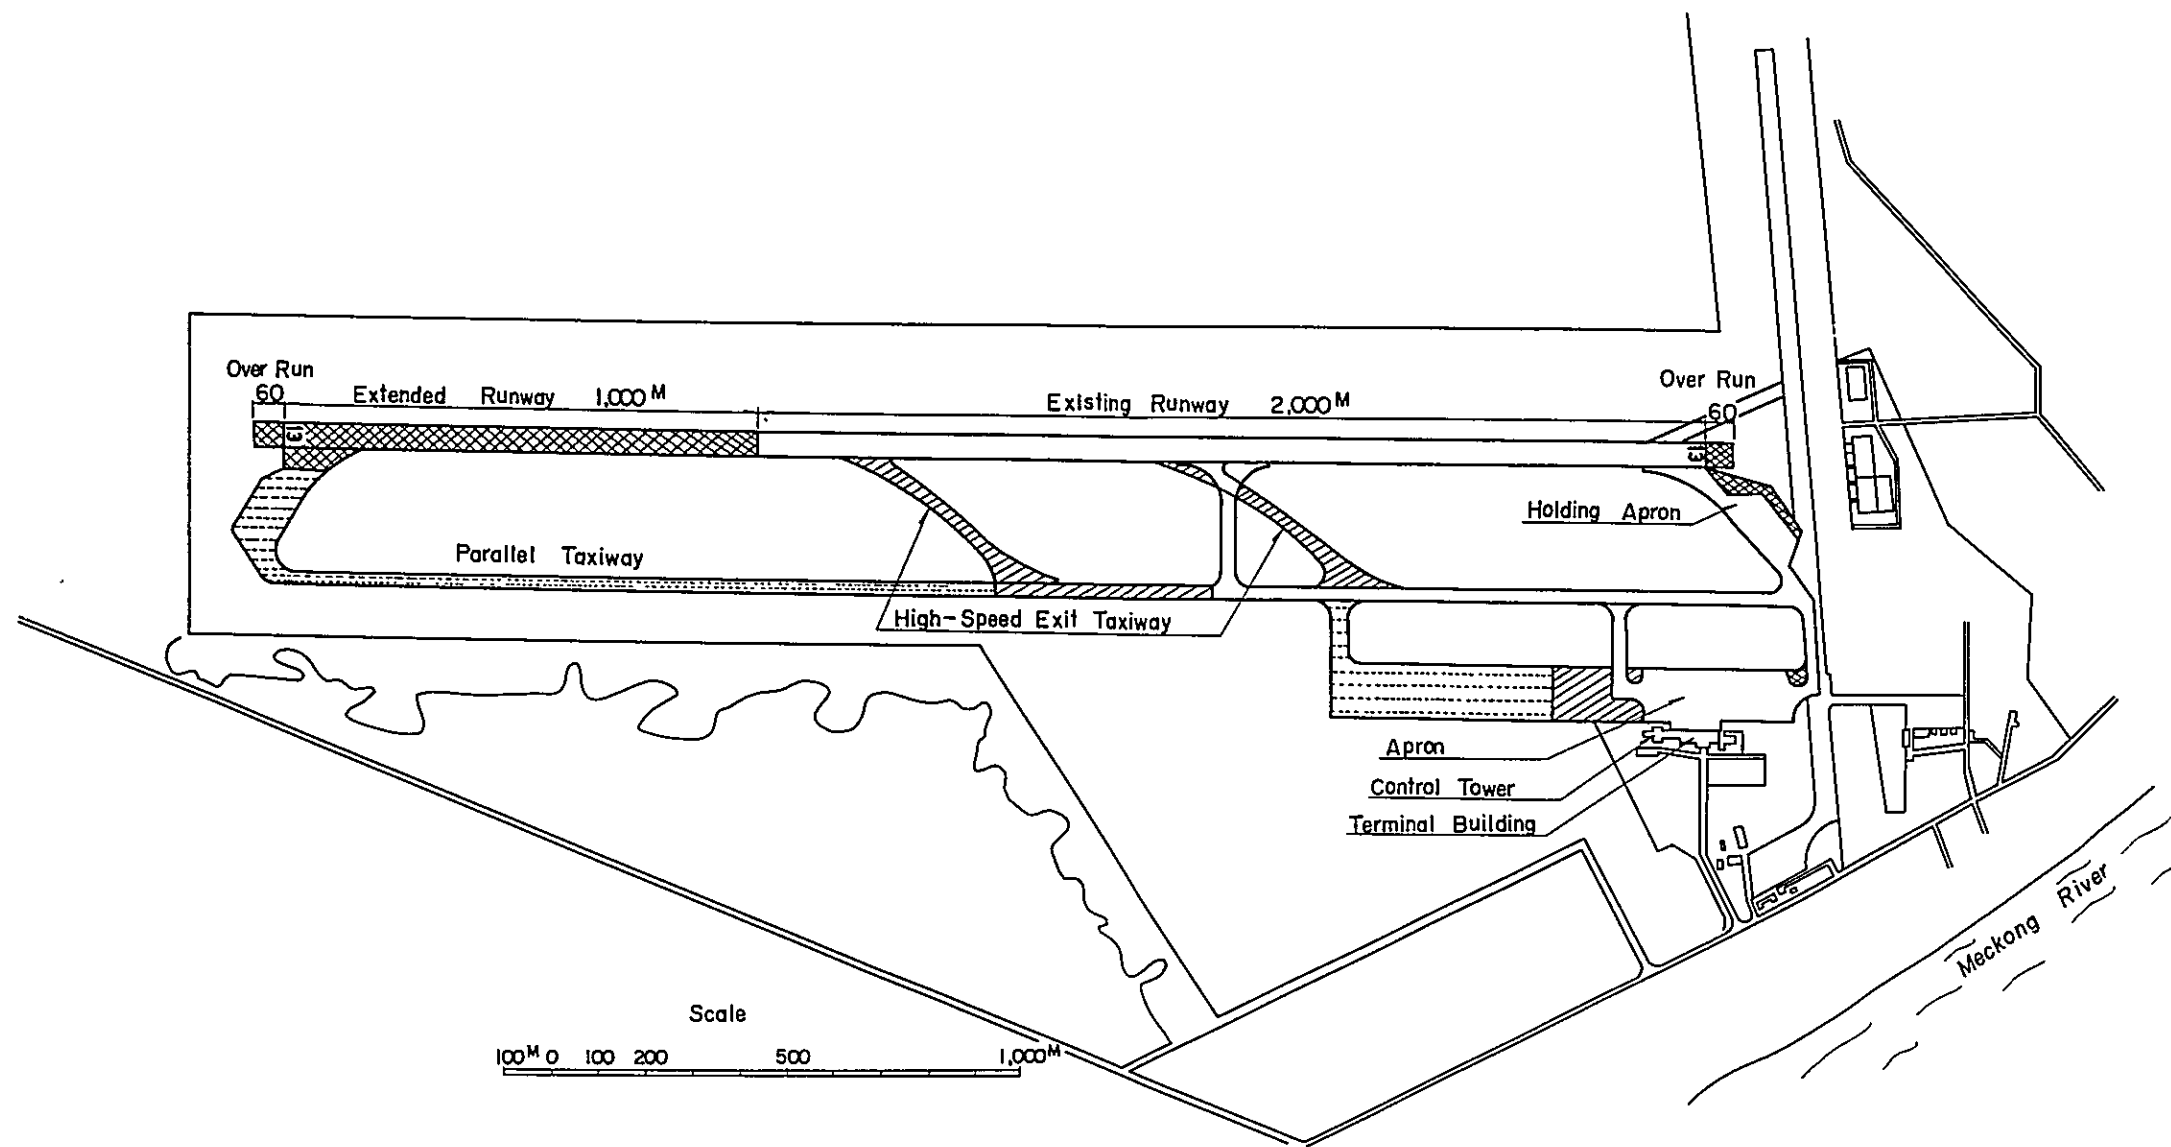 Over Run
60
Extended Runway 1,000 M
Existing Runway 2,000 M
Over Run
60
13
13
Holding Apron
Parallel Taxiway
High-Speed Exit Taxiway
Apron
Control Tower
Terminal Building
Meckong River
Scale
100 M 0 100 200 500 1,000 M